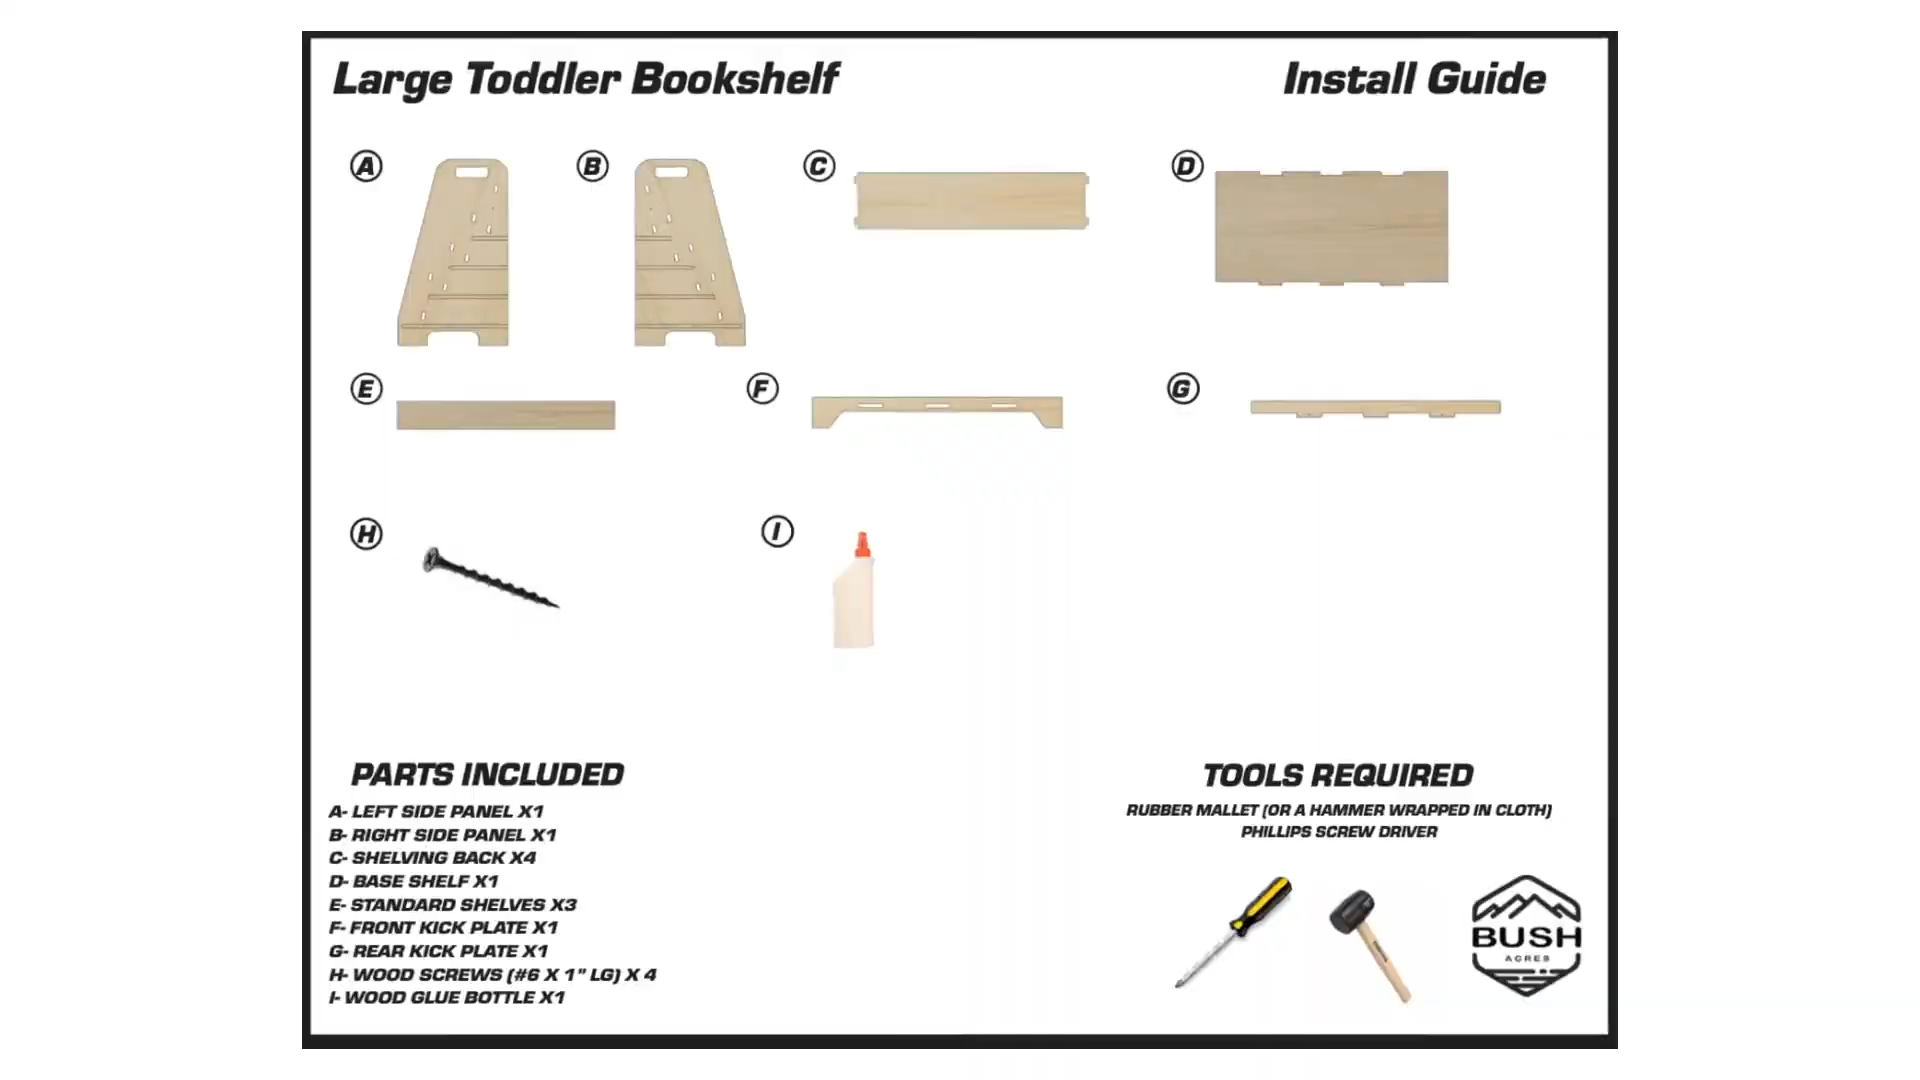 Large Toddler Bookshelf
Install Guide
A
B
C
D
E
F
G
H
I
PARTS INCLUDED
A- LEFT SIDE PANEL X1
B- RIGHT SIDE PANEL X1
C- SHELVING BACK X4
D- BASE SHELF X1
E- STANDARD SHELVES X3
F- FRONT KICK PLATE X1
G- REAR KICK PLATE X1
H- WOOD SCREWS (#6 X 1" LG) X 4
I- WOOD GLUE BOTTLE X1
TOOLS REQUIRED
RUBBER MALLET (OR A HAMMER WRAPPED IN CLOTH)
PHILLIPS SCREW DRIVER
BUSH
ACRES